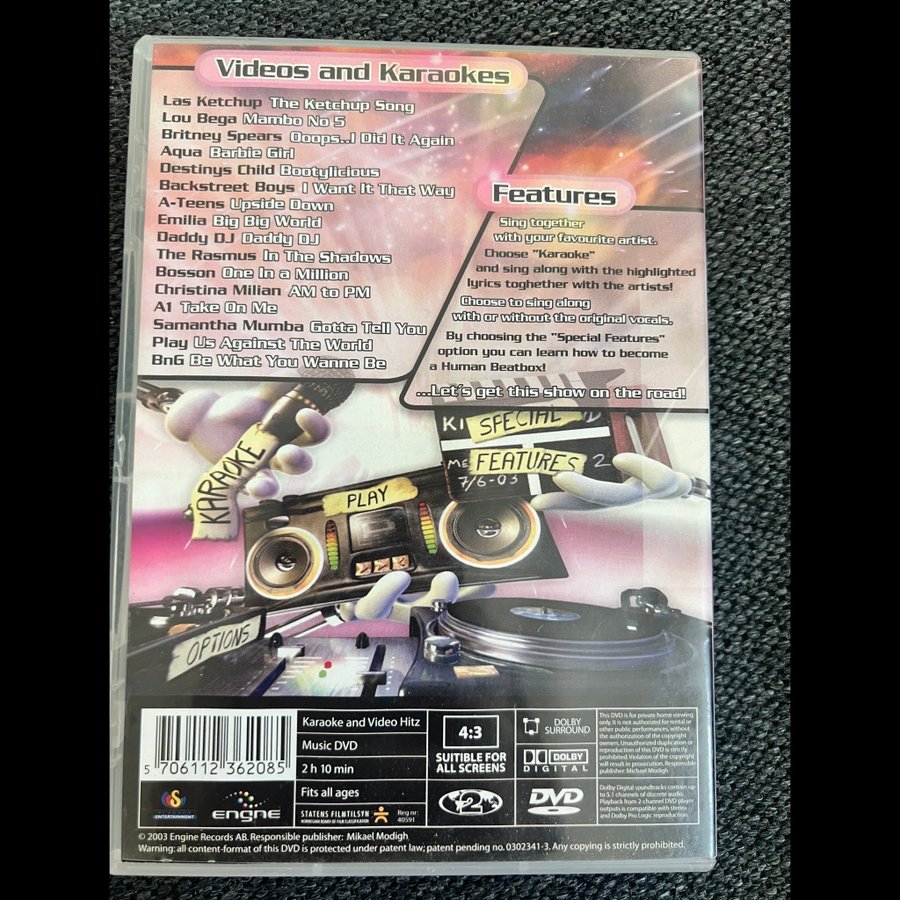 Videos and Karaokes
Las Ketchup The Ketchup Song
Lou Bega Mambo No 5
Britney Spears Ooops..I Did It Again
Aqua Barbie Girl
Destinys Child Bootylicious
Backstreet Boys I Want It That Way
A-Teens Upside Down
Emilia Big Big World
Daddy DJ Daddy DJ
The Rasmus In The Shadows
Bosson One In a Million
Christina Milian AM to PM
A1 Take On Me
Samantha Mumba Gotta Tell You
Play Us Against The World
BnG Be What You Wanne Be
Features
Sing together
with your favourite artist.
Choose "Karaoke"
and sing along with the highlighted
lyrics toghether with the artists!
Choose to sing along
with or without the original vocals.
By choosing the "Special Features"
option you can learn how to become
a Human Beatbox!
...Let´s get this show on the road!
KARAOKE
PLAY
SPECIAL
FEATURES 2
7/6-03
OPTIONS
5 706112 362085
Karaoke and Video Hitz
Music DVD
2 h 10 min
Fits all ages
ENTERTAINMENT
engine
STATENS FILMTILSYN
NORWEGIAN BOARD OF FILM CLASSIFICATION
Reg nr:
40591
4:3
SUITIBLE FOR
ALL SCREENS
2
DOLBY
SURROUND
DOLBY
DIGITAL
DVD
VIDEO
This DVD is for private home viewing
only. It is not authorized for rental or
other public performances, without
the authorization of the copyright
owners. Unauthorized duplication or
reproduction of this DVD is strictly
prohibited. Violation of the copyright
will result in prosecution. Responsible
publisher: Michael Modigh
Dolby Digital soundtracks contain up
to 5.1 channels of discrete audio.
Playback from 2 channel DVD player
outputs is compatible with stereo
and Dolby Pro Logic reproduction.
© 2003 Engine Records AB. Responsible publisher: Mikael Modigh
Warning: all content-format of this DVD is protected under patent law; patent pending no. 0302341-3. Any copying is strictly prohibited.